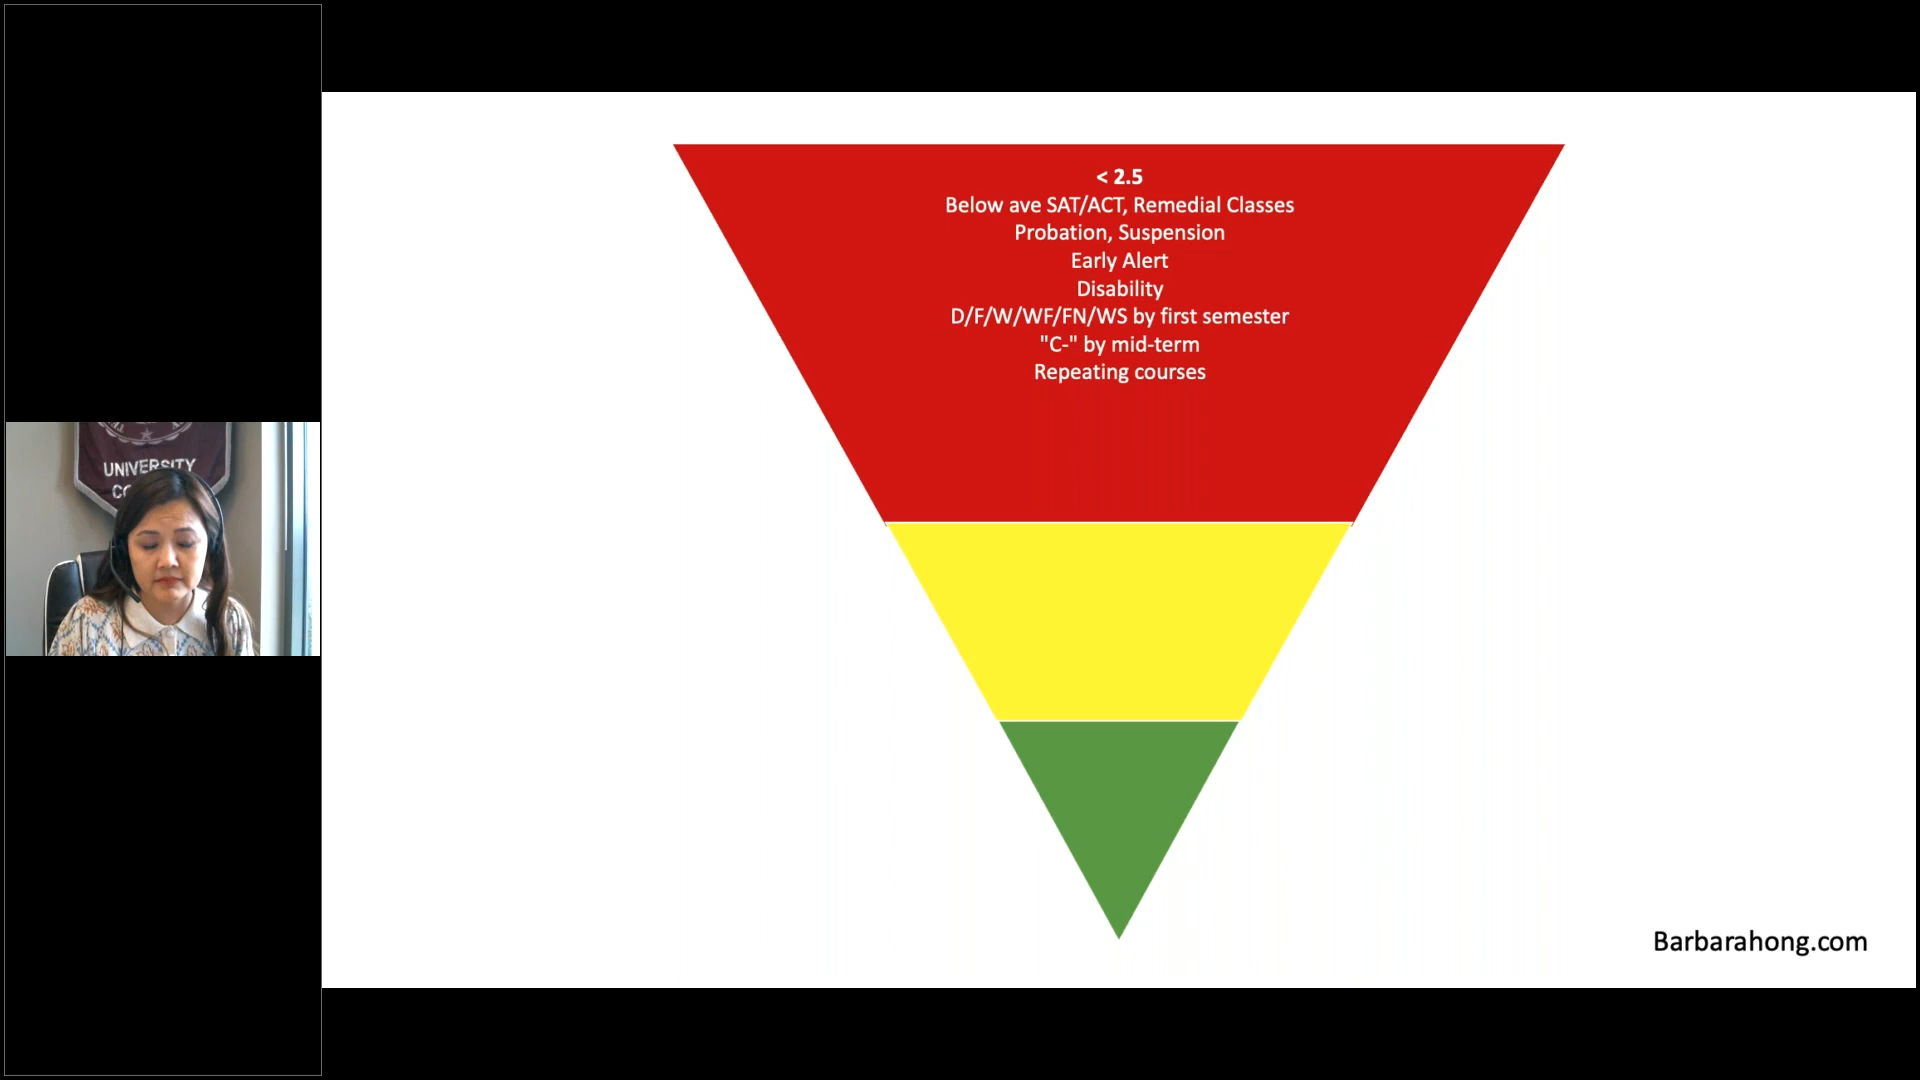 < 2.5
Below ave SAT/ACT, Remedial Classes
Probation, Suspension
Early Alert
Disability
D/F/W/WF/FN/WS by first semester
"C-" by mid-term
Repeating courses
UNIVERSITY
Barbarahong.com